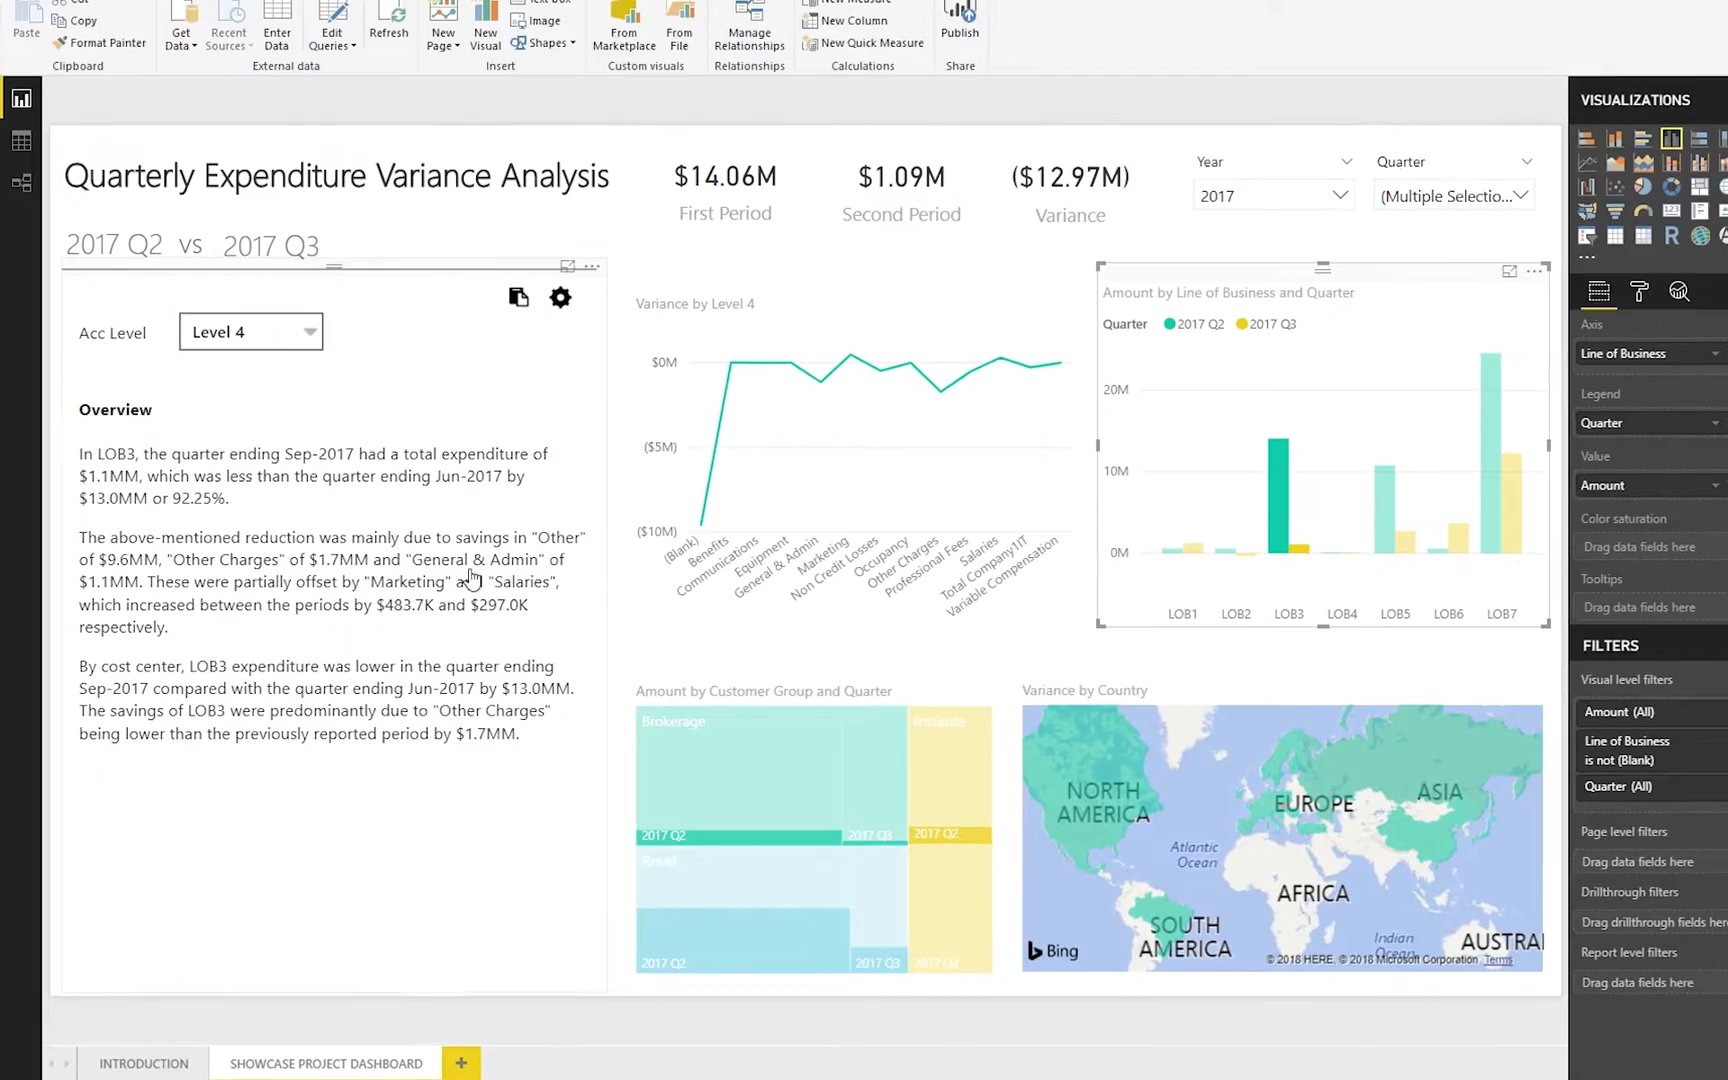 Cut
Copy
Paste
Format Painter
Clipboard
Get Data
Recent Sources
Enter Data
Edit Queries
Refresh
External data
New Page
New Visual
Text box
Image
Shapes
Insert
From Marketplace
From File
Custom visuals
Manage Relationships
Relationships
New Measure
New Column
New Quick Measure
Calculations
Publish
Share
Quarterly Expenditure Variance Analysis
2017 Q2 vs 2017 Q3
$14.06M
First Period
$1.09M
Second Period
($12.97M)
Variance
Year
2017
Quarter
(Multiple Selectio...
Acc Level
Level 4
Overview
In LOB3, the quarter ending Sep-2017 had a total expenditure of
$1.1MM, which was less than the quarter ending Jun-2017 by
$13.0MM or 92.25%.
The above-mentioned reduction was mainly due to savings in "Other"
of $9.6MM, "Other Charges" of $1.7MM and "General & Admin" of
$1.1MM. These were partially offset by "Marketing" and "Salaries",
which increased between the periods by $483.7K and $297.0K
respectively.
By cost center, LOB3 expenditure was lower in the quarter ending
Sep-2017 compared with the quarter ending Jun-2017 by $13.0MM.
The savings of LOB3 were predominantly due to "Other Charges"
being lower than the previously reported period by $1.7MM.
Variance by Level 4
$0M
($5M)
($10M)
(Blank)
Benefits
Communications
Equipment
General & Admin
Marketing
Non Credit Losses
Occupancy
Other Charges
Professional Fees
Salaries
Total Company1IT
Variable Compensation
Amount by Line of Business and Quarter
Quarter 2017 Q2 2017 Q3
20M
10M
0M
LOB1 LOB2 LOB3 LOB4 LOB5 LOB6 LOB7
Amount by Customer Group and Quarter
Brokerage
2017 Q2
2017 Q3
Retail
2017 Q2
2017 Q3
Institute
2017 Q2
2017 Q3
Variance by Country
NORTH AMERICA
EUROPE
ASIA
Atlantic Ocean
AFRICA
SOUTH AMERICA
Indian Ocean
AUSTRA
Bing
© 2018 HERE, © 2018 Microsoft Corporation Terms
VISUALIZATIONS
R
Axis
Line of Business
Legend
Quarter
Value
Amount
Color saturation
Drag data fields here
Tooltips
Drag data fields here
FILTERS
Visual level filters
Amount (All)
Line of Business
is not (Blank)
Quarter (All)
Page level filters
Drag data fields here
Drillthrough filters
Drag drillthrough fields here
Report level filters
Drag data fields here
INTRODUCTION
SHOWCASE PROJECT DASHBOARD
+